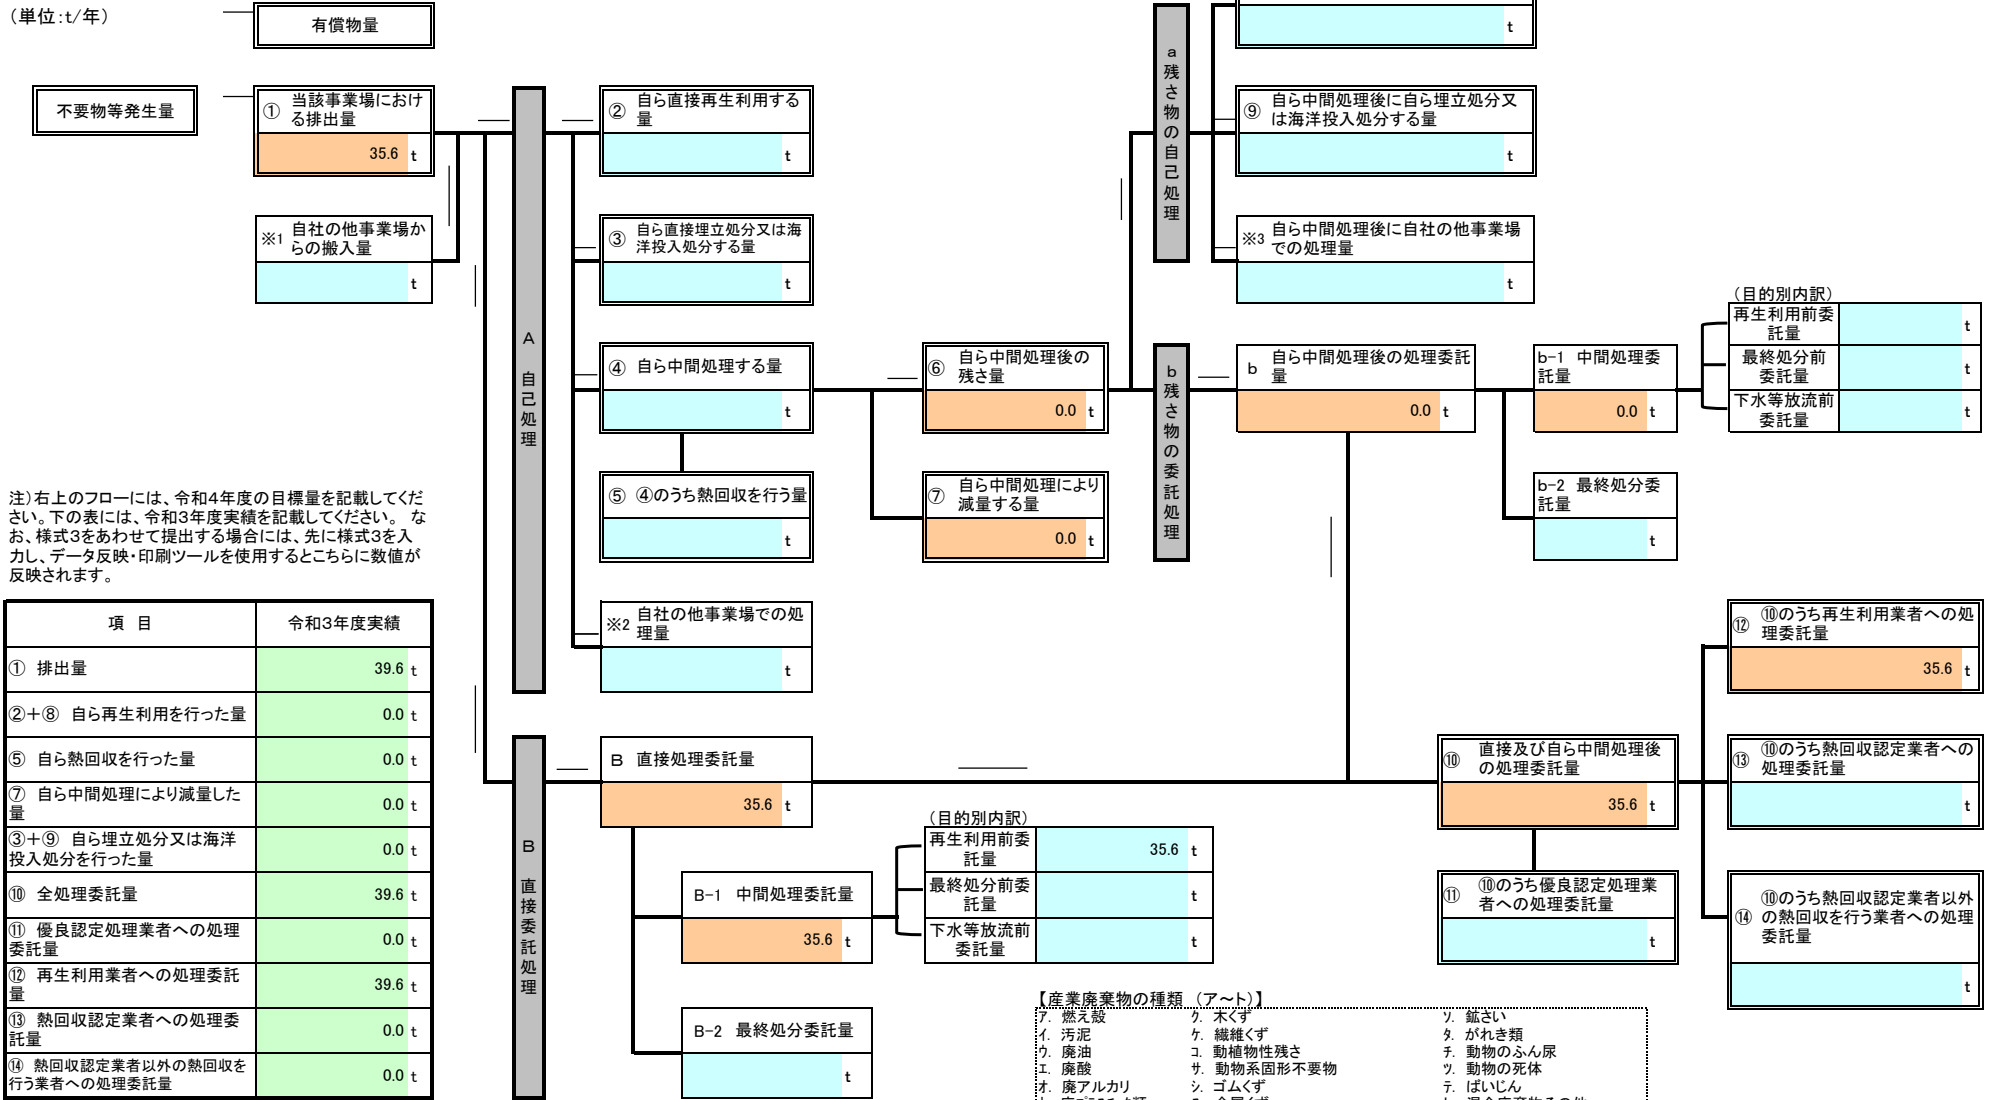 (単位:t/年)
有償物量
t
不要物等発生量
① 当該事業場におけ
る排出量
35.6 t
※1 自社の他事業場か
らの搬入量
t
A 自己処理
② 自ら直接再生利用する
量
t
③ 自ら直接埋立処分又は海
洋投入処分する量
t
④ 自ら中間処理する量
t
⑤ ④のうち熱回収を行う量
t
※2 自社の他事業場での処
理量
t
⑥ 自ら中間処理後の
残さ量
0.0 t
⑦ 自ら中間処理により
減量する量
0.0 t
a 残さ物の自己処理
⑨ 自ら中間処理後に自ら埋立処分又
は海洋投入処分する量
t
※3 自ら中間処理後に自社の他事業場
での処理量
t
b 残さ物の委託処理
b 自ら中間処理後の処理委託
量
0.0 t
b-1 中間処理委
託量
0.0 t
b-2 最終処分委
託量
t
(目的別内訳)
再生利用前委
託量
t
最終処分前
委託量
t
下水等放流前
委託量
t
注)右上のフローには、令和4年度の目標量を記載してくだ
さい。下の表には、令和3年度実績を記載してください。 な
お、様式3をあわせて提出する場合には、先に様式3を入
力し、データ反映・印刷ツールを使用するとこちらに数値が
反映されます。
項 目 令和3年度実績
① 排出量 39.6 t
②+⑧ 自ら再生利用を行った量 0.0 t
⑤ 自ら熱回収を行った量 0.0 t
⑦ 自ら中間処理により減量した
量 0.0 t
③+⑨ 自ら埋立処分又は海洋
投入処分を行った量 0.0 t
⑩ 全処理委託量 39.6 t
⑪ 優良認定処理業者への処理
委託量 0.0 t
⑫ 再生利用業者への処理委託
量 39.6 t
⑬ 熱回収認定業者への処理委
託量 0.0 t
⑭ 熱回収認定業者以外の熱回収を
行う業者への処理委託量 0.0 t
B 直接委託処理
B 直接処理委託量
35.6 t
B-1 中間処理委託量
35.6 t
B-2 最終処分委託量
t
(目的別内訳)
再生利用前委
託量
35.6 t
最終処分前委
託量
t
下水等放流前
委託量
t
⑩ 直接及び自ら中間処理後
の処理委託量
35.6 t
⑪ ⑩のうち優良認定処理業
者への処理委託量
t
⑫ ⑩のうち再生利用業者への処
理委託量
35.6 t
⑬ ⑩のうち熱回収認定業者への
処理委託量
t
⑭ ⑩のうち熱回収認定業者以外
の熱回収を行う業者への処理
委託量
t
【産業廃棄物の種類 (ア~ト)】
ア. 燃え殻 ク. 木くず ソ. 鉱さい
イ. 汚泥 ケ. 繊維くず タ. がれき類
ウ. 廃油 コ. 動植物性残さ チ. 動物のふん尿
エ. 廃酸 サ. 動物系固形不要物 ツ. 動物の死体
オ. 廃アルカリ シ. ゴムくず テ. ばいじん